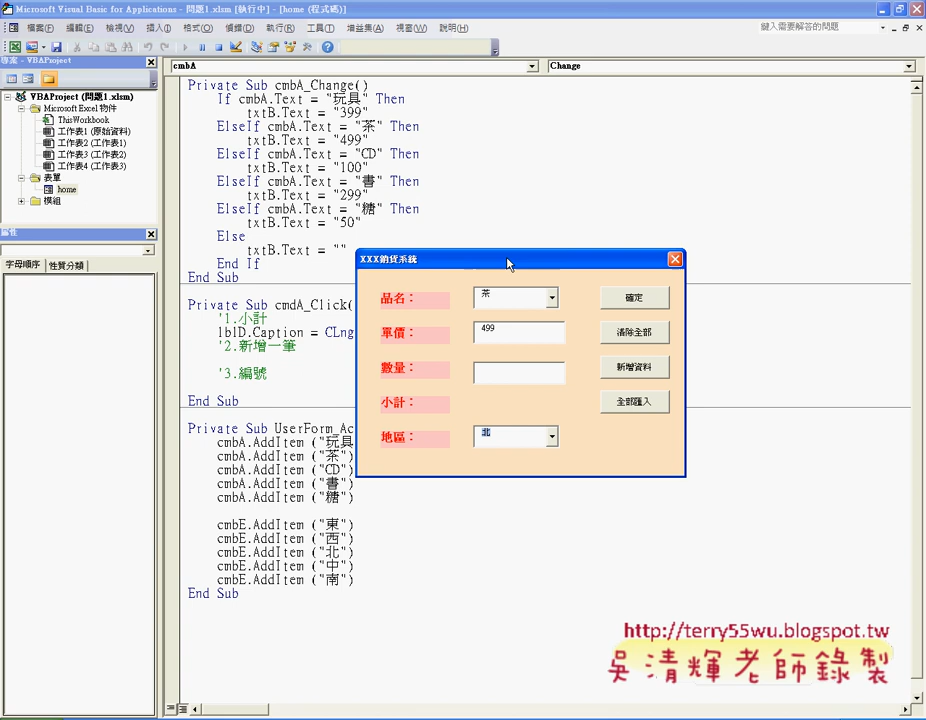 Microsoft Visual Basic for Applications - 問題1.xlsm [執行中] - [home (程式碼)]
檔案(F) 編輯(E) 檢視(V) 插入(I) 格式(O) 偵錯(D) 執行(R) 工具(T) 增益集(A) 視窗(W) 說明(H) 鍵入需要解答的問題
專案 - VBAProject
cmbA Change
VBAProject (問題1.xlsm)
Microsoft Excel 物件
ThisWorkbook
工作表1 (原始資料)
工作表2 (工作表1)
工作表3 (工作表2)
工作表4 (工作表3)
表單
home
模組
屬性
字母順序 性質分類
Private Sub cmbA_Change()
If cmbA.Text = "玩具" Then
txtB.Text = "399"
ElseIf cmbA.Text = "茶" Then
txtB.Text = "499"
ElseIf cmbA.Text = "CD" Then
txtB.Text = "100"
ElseIf cmbA.Text = "書" Then
txtB.Text = "299"
ElseIf cmbA.Text = "糖" Then
txtB.Text = "50"
Else
txtB.Text = ""
End If
End Sub
Private Sub cmdA_Click(
'1.小計
lblD.Caption = CLng
'2.新增一筆
'3.編號
End Sub
Private Sub UserForm_Ac
cmbA.AddItem ("玩具
cmbA.AddItem ("茶")
cmbA.AddItem ("CD")
cmbA.AddItem ("書")
cmbA.AddItem ("糖")
cmbE.AddItem ("東")
cmbE.AddItem ("西")
cmbE.AddItem ("北")
cmbE.AddItem ("中")
cmbE.AddItem ("南")
End Sub
XXX銷貨系統
品名： 茶 確定
單價： 499 清除全部
數量： 新增資料
小計： 全部匯入
地區： 北
http://terry55wu.blogspot.tw
吳清輝老師錄製